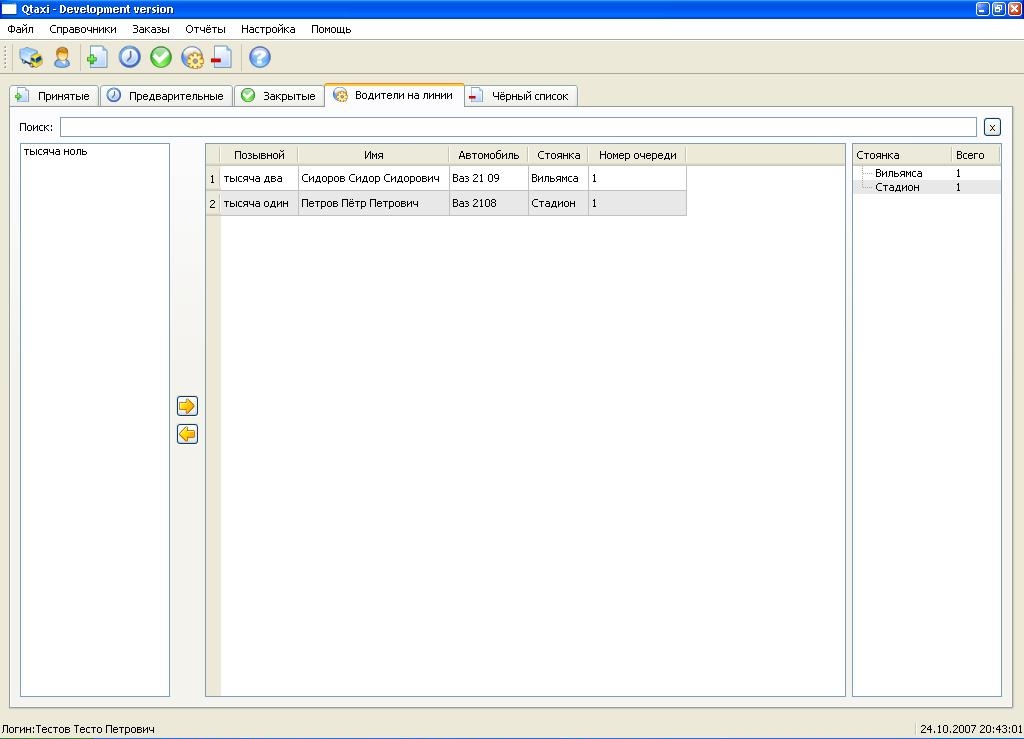 Qtaxi - Development version
Файл Справочники Заказы Отчёты Настройка Помощь
Принятые Предварительные Закрытые Водители на линии Чёрный список
Поиск: x
тысяча ноль
Позывной Имя Автомобиль Стоянка Номер очереди
1 тысяча два Сидоров Сидор Сидорович Ваз 21 09 Вильямса 1
2 тысяча один Петров Пётр Петрович Ваз 2108 Стадион 1
Стоянка Всего
Вильямса 1
Стадион 1
Логин:Тестов Тесто Петрович 24.10.2007 20:43:01